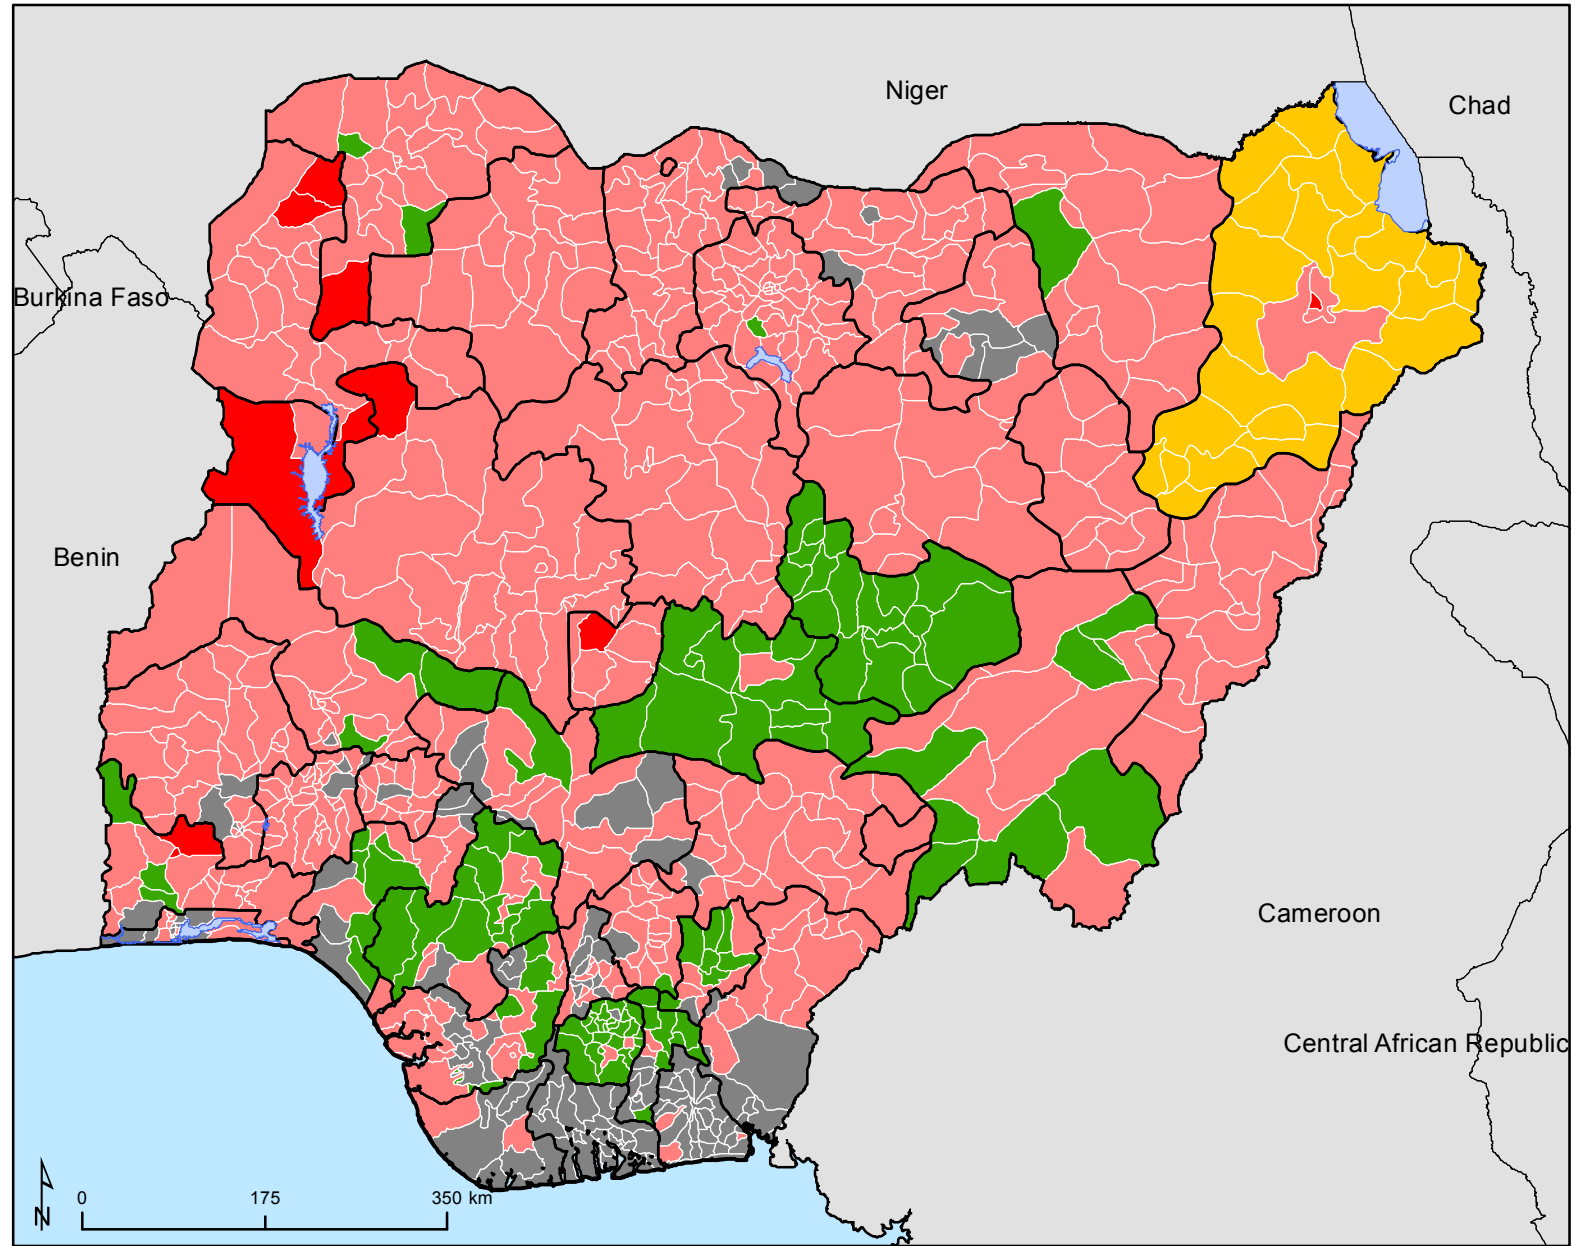 Niger
Chad
Burkina Faso
Benin
Cameroon
Central African Republic
N
0 175 350 km